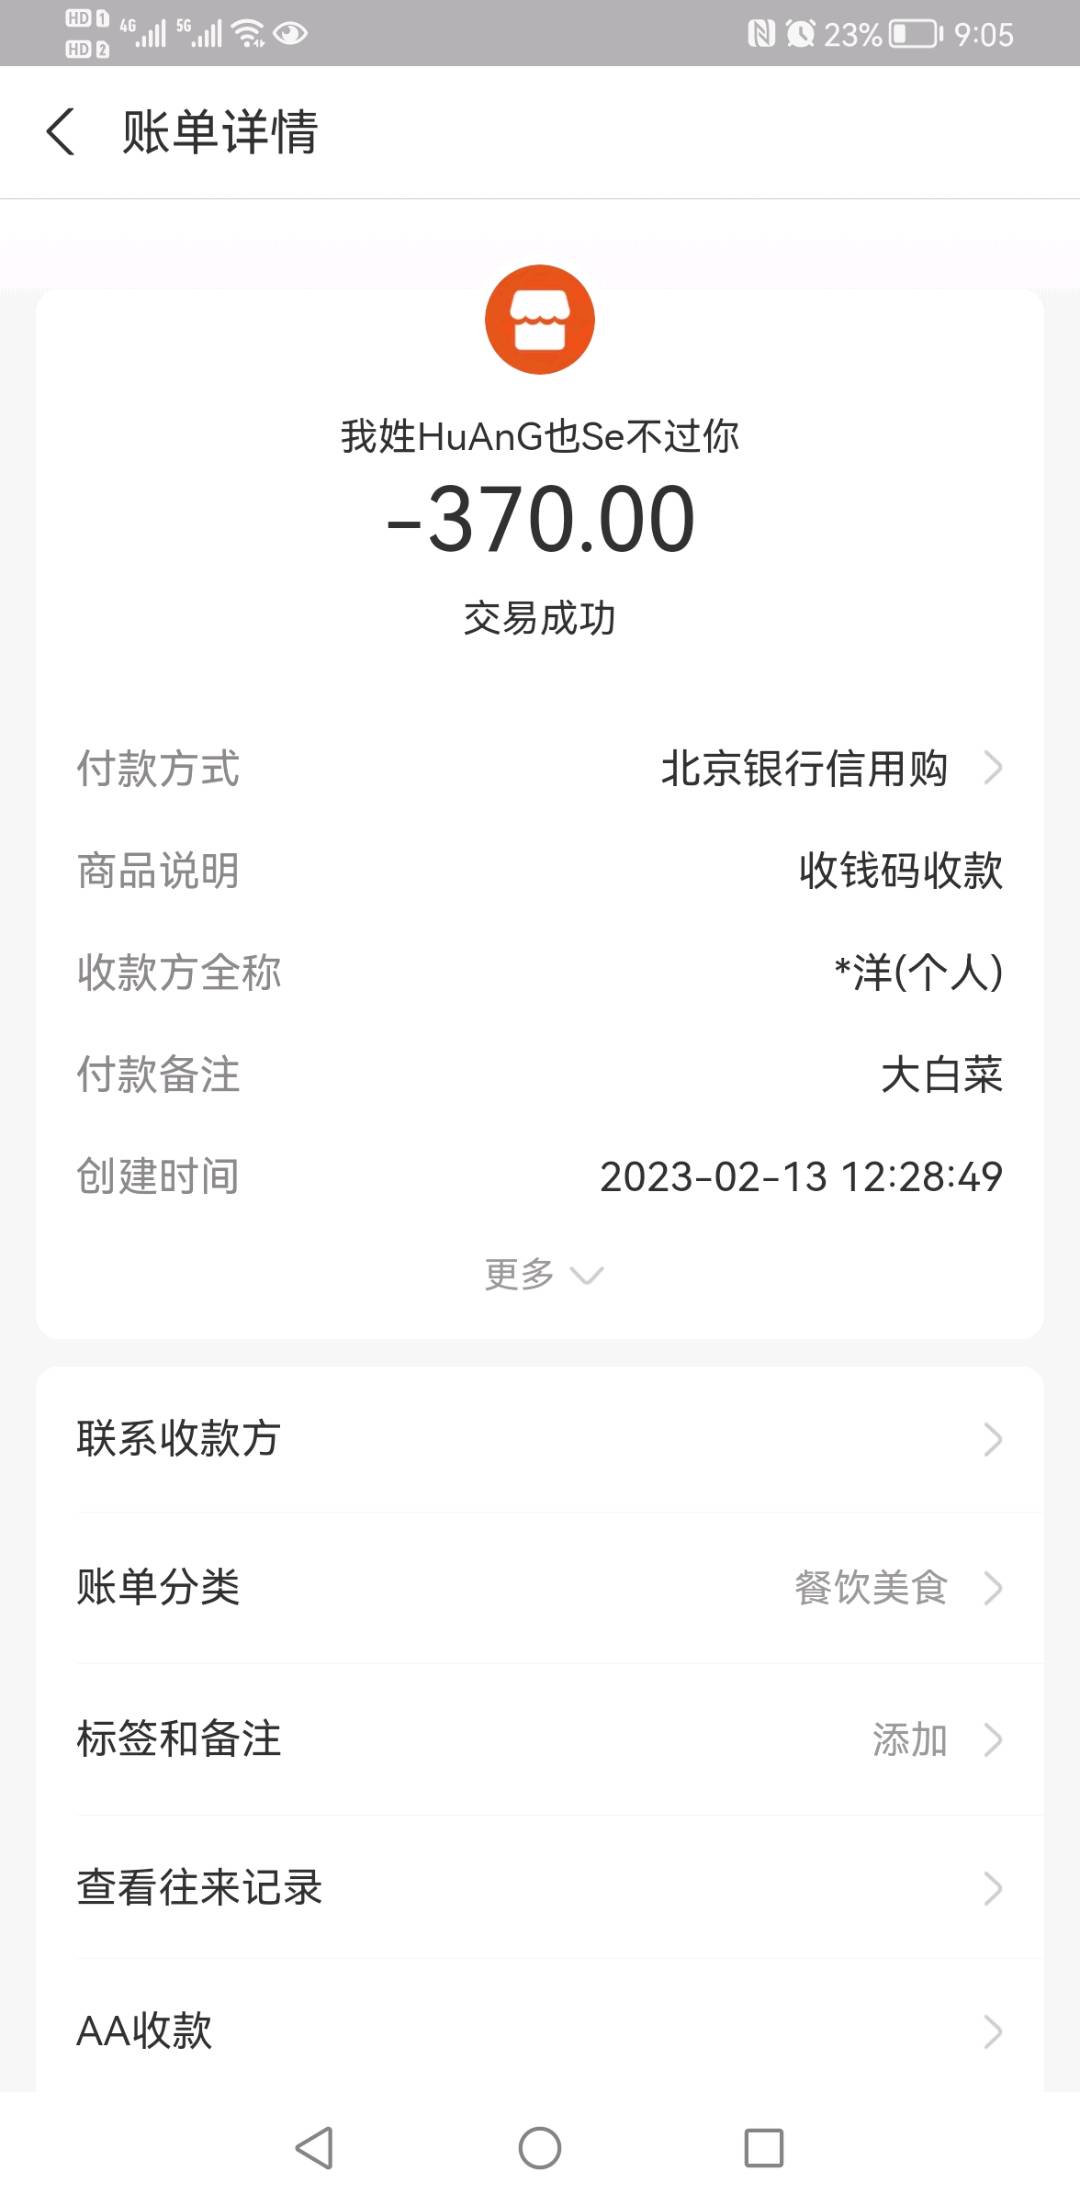 HD 1 4G 5G 23% 9:05
HD 2
账单详情
我姓HuAnG也Se不过你
-370.00
交易成功
付款方式 北京银行信用购
商品说明 收钱码收款
收款方全称 *洋(个人)
付款备注 大白菜
创建时间 2023-02-13 12:28:49
更多
联系收款方
账单分类 餐饮美食
标签和备注 添加
查看往来记录
AA收款